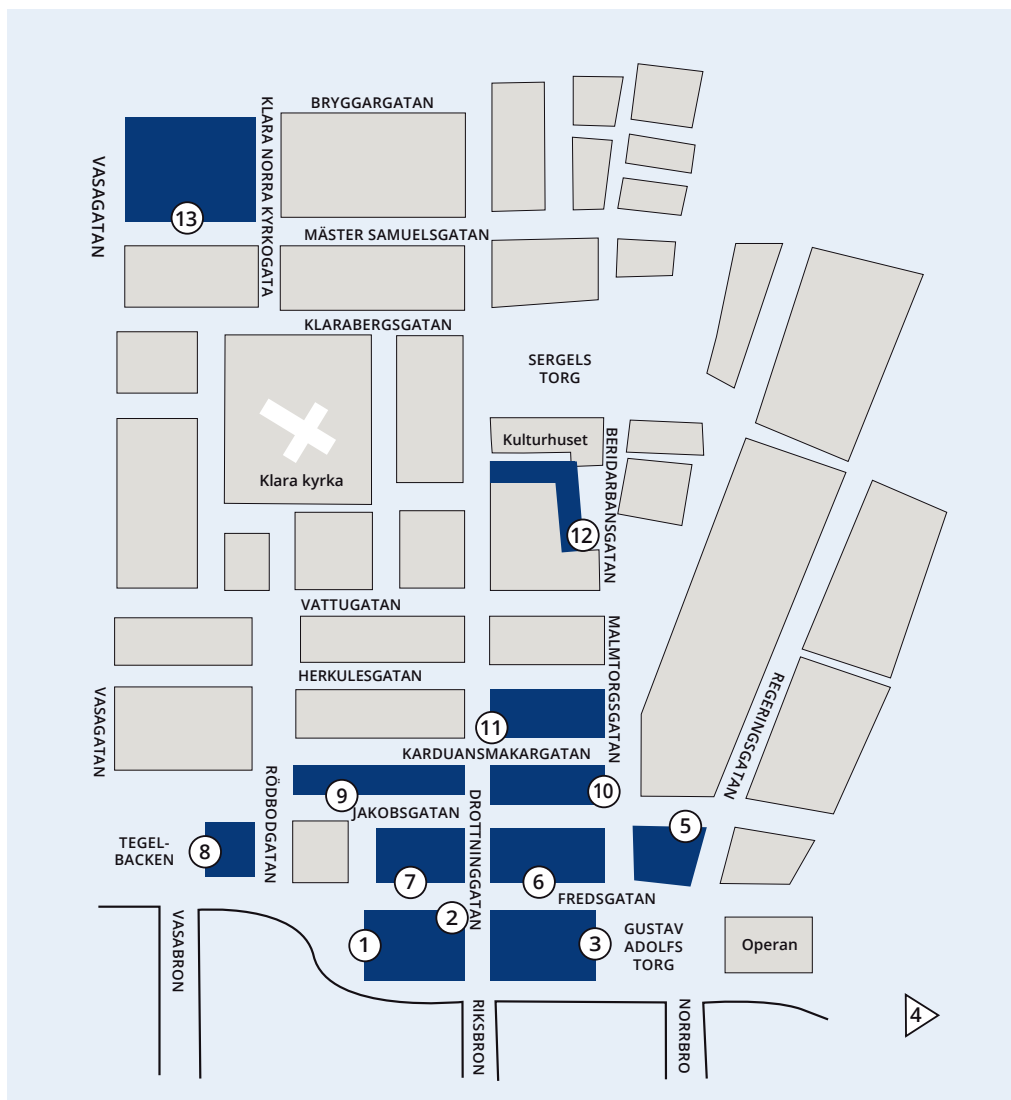 BRYGGARGATAN
KLARA NORRA KYRKOGATA
VASAGATAN
13
MÄSTER SAMUELSGATAN
KLARABERGSGATAN
SERGELS
TORG
Kulturhuset
BERIDARBANSGATAN
Klara kyrka
12
VATTUGATAN
MALMTORGSGATAN
HERKULESGATAN
REGERINGSGATAN
VASAGATAN
11
KARDUANSMAKARGATAN
RÖDBODGATAN
9
DROTTNINGGATAN
10
JAKOBSGATAN
5
TEGEL-
BACKEN
8
7
6
FREDSGATAN
VASABRON
1
2
3
GUSTAV
ADOLFS
TORG
Operan
RIKSBRON
NORRBRO
4